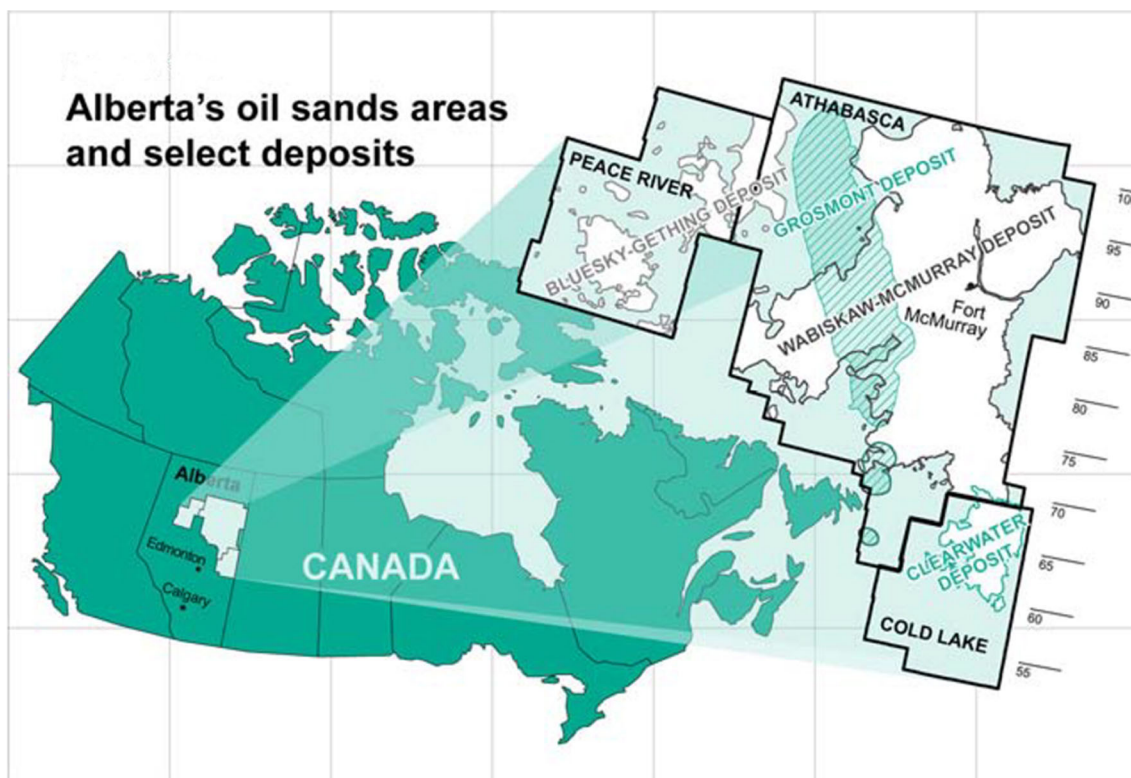 Alberta's oil sands areas
and select deposits
ATHABASCA
PEACE RIVER
BLUESKY-GETHING DEPOSIT
GROSMONT DEPOSIT
WABISKAW-MCMURRAY DEPOSIT
Fort
McMurray
95
90
85
80
75
70
65
60
55
CLEARWATER
DEPOSIT
COLD LAKE
Alberta
Edmonton
Calgary
CANADA